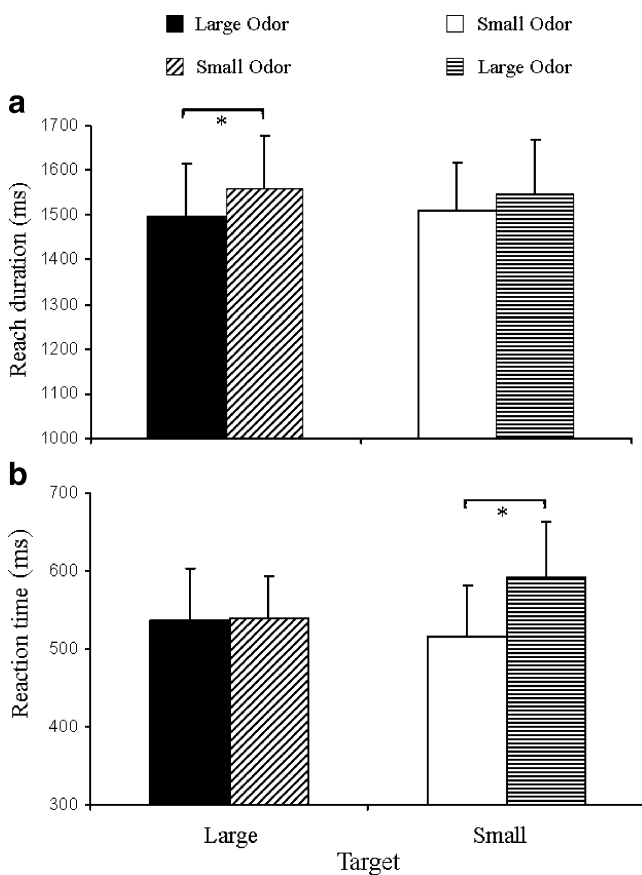 Large Odor Small Odor
Small Odor Large Odor
a
*
1700
1600
1500
1400
1300
1200
1100
1000
Reach duration (ms)
b
*
700
600
500
400
300
Reaction time (ms)
Large Small
Target